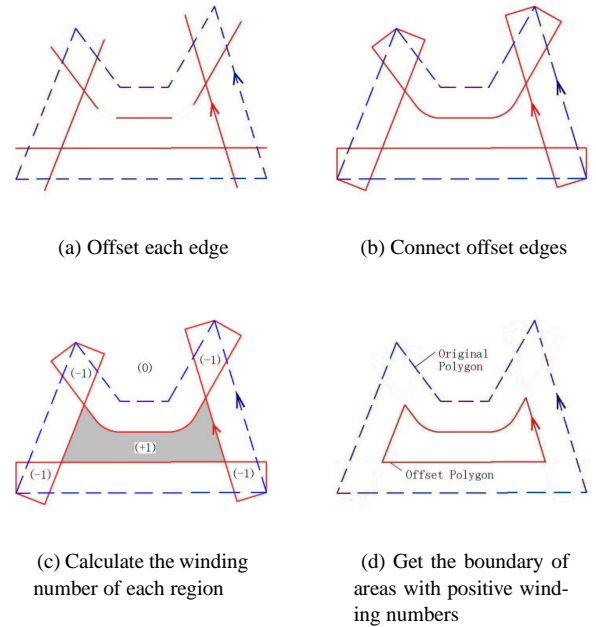 (a) Offset each edge
(b) Connect offset edges
(-1)
(0)
(-1)
(+1)
(-1)
(-1)
(c) Calculate the winding
number of each region
Original
Polygon
Offset Polygon
(d) Get the boundary of
areas with positive wind-
ing numbers